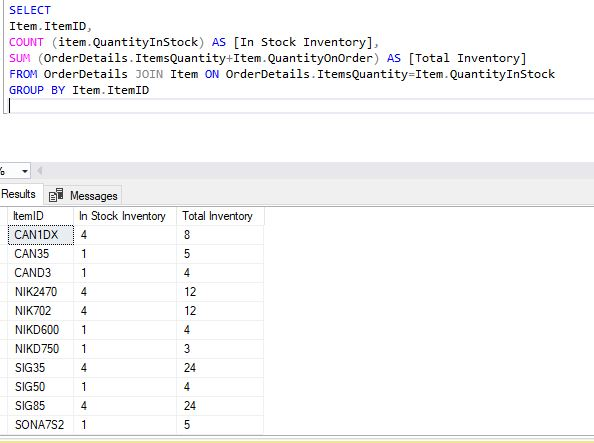 SELECT
Item.ItemID,
COUNT (item.QuantityInStock) AS [In Stock Inventory],
SUM (OrderDetails.ItemsQuantity+Item.QuantityOnOrder) AS [Total Inventory]
FROM OrderDetails JOIN Item ON OrderDetails.ItemsQuantity=Item.QuantityInStock
GROUP BY Item.ItemID
%
Results Messages
ItemID In Stock Inventory Total Inventory
CAN1DX 4 8
CAN35 1 5
CAND3 1 4
NIK2470 4 12
NIK702 4 12
NIKD600 1 4
NIKD750 1 3
SIG35 4 24
SIG50 1 4
SIG85 4 24
SONA7S2 1 5